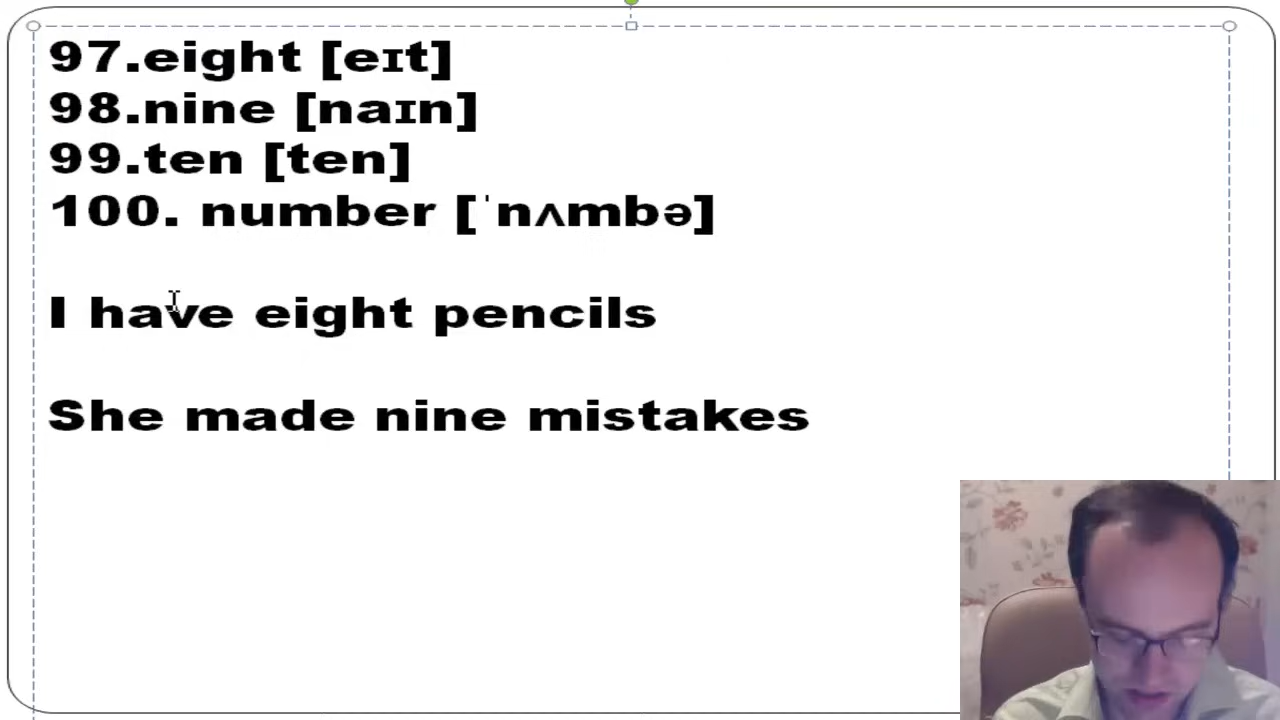 97.eight [eɪt]
98.nine [naɪn]
99.ten [ten]
100. number [ˈnʌmbə]
I have eight pencils
She made nine mistakes